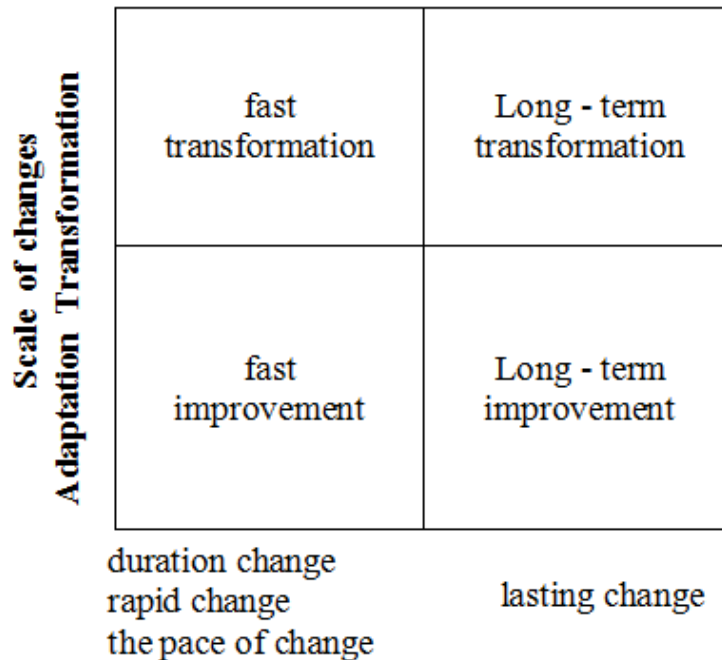 Scale of changes
Adaptation Transformation
fast
transformation
Long - term
transformation
fast
improvement
Long - term
improvement
duration change
rapid change
the pace of change
lasting change